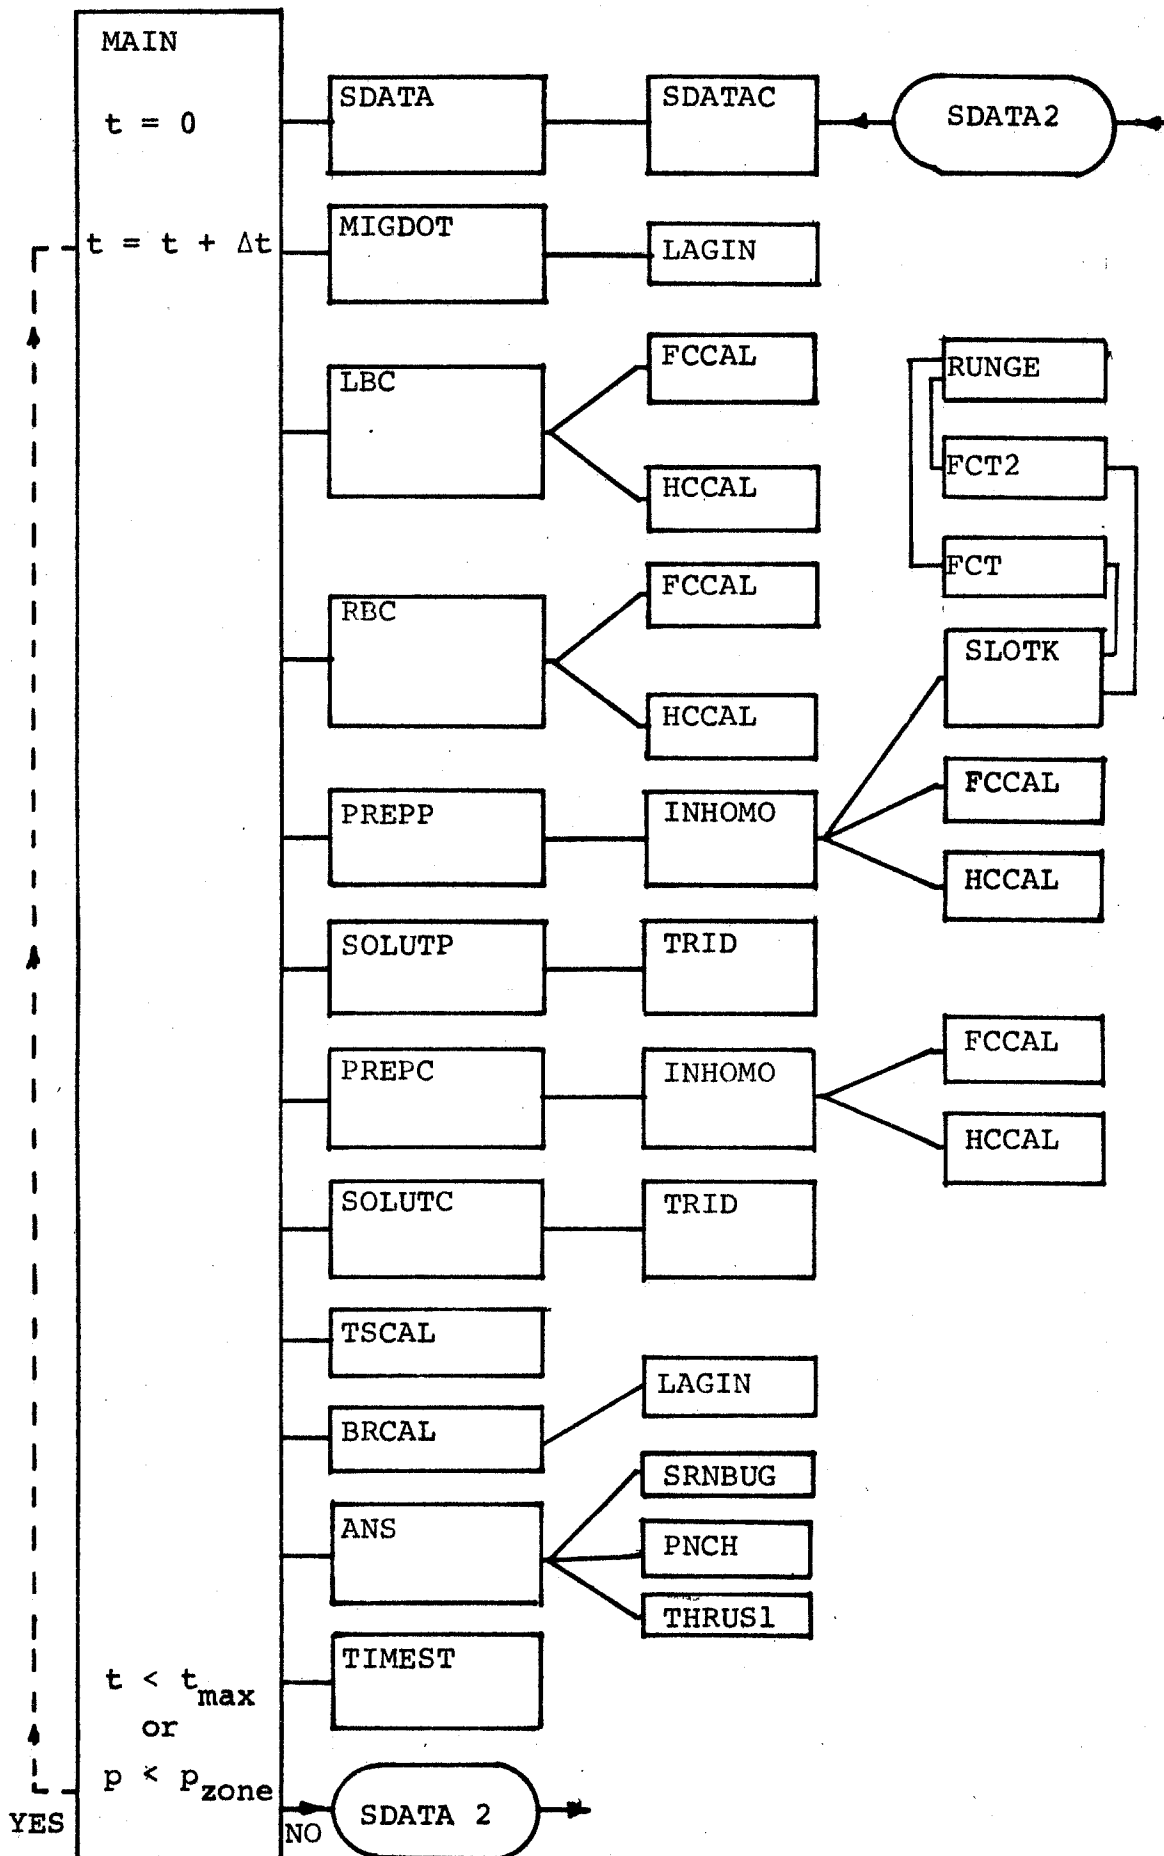 MAIN
SDATA
SDATAC
SDATA2
t = 0
MIGDOT
t = t + Δt
LAGIN
LBC
FCCAL
HCCAL
RUNGE
FCT2
FCT
RBC
FCCAL
HCCAL
SLOTK
PREPP
INHOMO
FCCAL
HCCAL
SOLUTP
TRID
PREPC
INHOMO
FCCAL
HCCAL
SOLUTC
TRID
TSCAL
LAGIN
BRCAL
SRNBUG
ANS
PNCH
THRUS1
TIMEST
t < tmax
or
p < pzone
YES
NO
SDATA 2